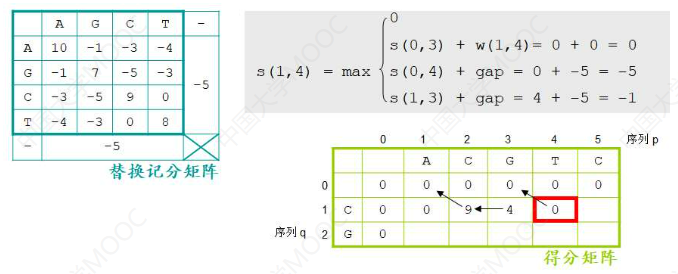 A G C T -
A 10 -1 -3 -4
G -1 7 -5 -3
C -3 -5 9 0
T -4 -3 0 8
-5
- -5
替换记分矩阵
0
s(0,3) + w(1,4)= 0 + 0 = 0
s(1,4) = max
s(0,4) + gap = 0 + -5 = -5
s(1,3) + gap = 4 + -5 = -1
0 1 2 3 4 5 序列 p
A C G T C
0 0 0 0 0 0 0
1 C 0 0 9 4 0
序列 q 2 G 0
得分矩阵
中国大学MOOC